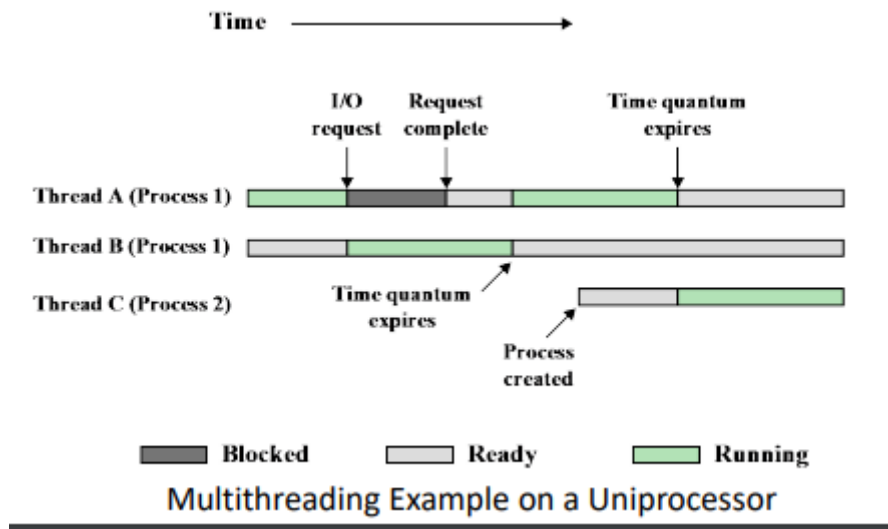 Time
I/O
request
Request
complete
Time quantum
expires
Thread A (Process 1)
Thread B (Process 1)
Thread C (Process 2)
Time quantum
expires
Process
created
Blocked
Ready
Running
Multithreading Example on a Uniprocessor